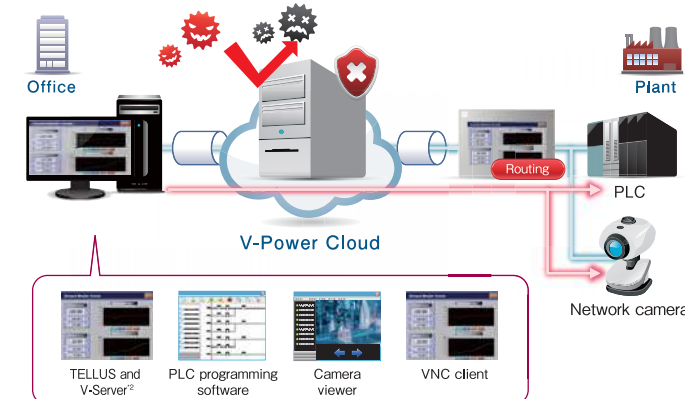 Office
Plant
Routing
PLC
V-Power Cloud
Network camera
TELLUS and
V-Server*2
PLC programming
software
Camera
viewer
VNC client